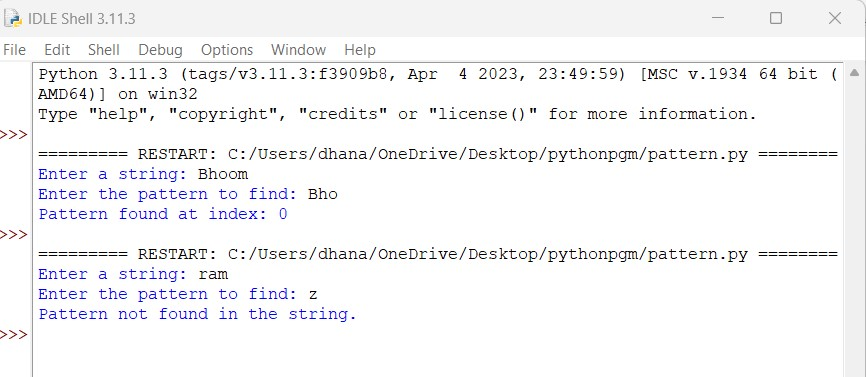 IDLE Shell 3.11.3
File Edit Shell Debug Options Window Help
Python 3.11.3 (tags/v3.11.3:f3909b8, Apr  4 2023, 23:49:59) [MSC v.1934 64 bit (
AMD64)] on win32
Type "help", "copyright", "credits" or "license()" for more information.
>>>
========= RESTART: C:/Users/dhana/OneDrive/Desktop/pythonpgm/pattern.py ========
Enter a string: Bhoom
Enter the pattern to find: Bho
Pattern found at index: 0
>>>
========= RESTART: C:/Users/dhana/OneDrive/Desktop/pythonpgm/pattern.py ========
Enter a string: ram
Enter the pattern to find: z
Pattern not found in the string.
>>>